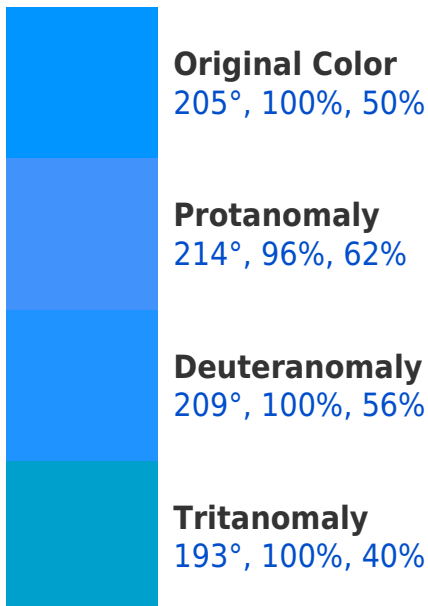 Original Color
205°, 100%, 50%
Protanomaly
214°, 96%, 62%
Deuteranomaly
209°, 100%, 56%
Tritanomaly
193°, 100%, 40%